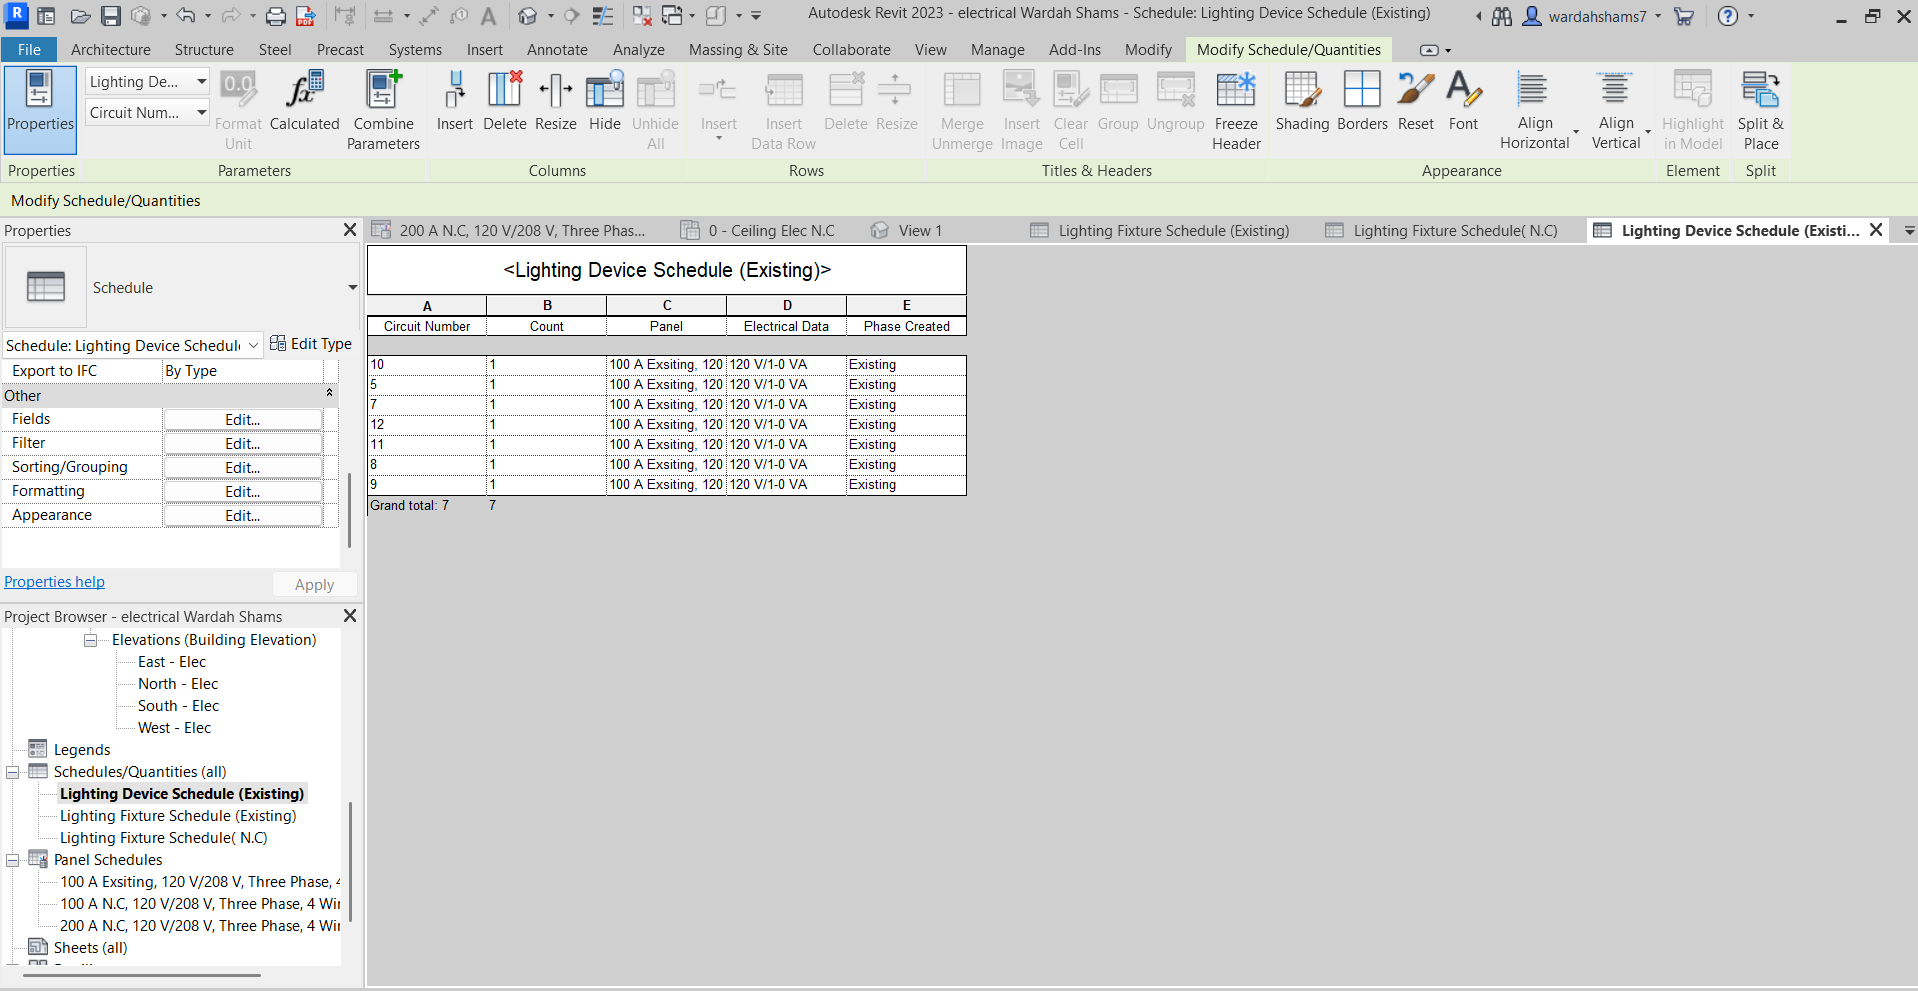 R
Autodesk Revit 2023 - electrical Wardah Shams - Schedule: Lighting Device Schedule (Existing)
wardahshams7
File Architecture Structure Steel Precast Systems Insert Annotate Analyze Massing & Site Collaborate View Manage Add-Ins Modify Modify Schedule/Quantities
Lighting De...
Circuit Num...
Properties
Format Unit
Calculated
Combine Parameters
Insert Delete Resize Hide
Unhide All
Insert
Insert Data Row
Delete Resize
Merge Unmerge
Insert Image
Clear Cell
Group Ungroup
Freeze Header
Shading Borders Reset Font
Align Horizontal
Align Vertical
Highlight in Model
Split & Place
Properties Parameters Columns Rows Titles & Headers Appearance Element Split
Modify Schedule/Quantities
Properties
Schedule
Schedule: Lighting Device Schedul
Edit Type
Export to IFC By Type
Other
Fields Edit...
Filter Edit...
Sorting/Grouping Edit...
Formatting Edit...
Appearance Edit...
Properties help
Apply
Project Browser - electrical Wardah Shams
Elevations (Building Elevation)
East - Elec
North - Elec
South - Elec
West - Elec
Legends
Schedules/Quantities (all)
Lighting Device Schedule (Existing)
Lighting Fixture Schedule (Existing)
Lighting Fixture Schedule( N.C)
Panel Schedules
100 A Exsiting, 120 V/208 V, Three Phase, 4
100 A N.C, 120 V/208 V, Three Phase, 4 Wir
200 A N.C, 120 V/208 V, Three Phase, 4 Wir
Sheets (all)
200 A N.C, 120 V/208 V, Three Phas...
0 - Ceiling Elec N.C
View 1
Lighting Fixture Schedule (Existing)
Lighting Fixture Schedule( N.C)
Lighting Device Schedule (Existi...
<Lighting Device Schedule (Existing)>
A B C D E
Circuit Number Count Panel Electrical Data Phase Created
10 1 100 A Exsiting, 120 120 V/1-0 VA Existing
5 1 100 A Exsiting, 120 120 V/1-0 VA Existing
7 1 100 A Exsiting, 120 120 V/1-0 VA Existing
12 1 100 A Exsiting, 120 120 V/1-0 VA Existing
11 1 100 A Exsiting, 120 120 V/1-0 VA Existing
8 1 100 A Exsiting, 120 120 V/1-0 VA Existing
9 1 100 A Exsiting, 120 120 V/1-0 VA Existing
Grand total: 7 7